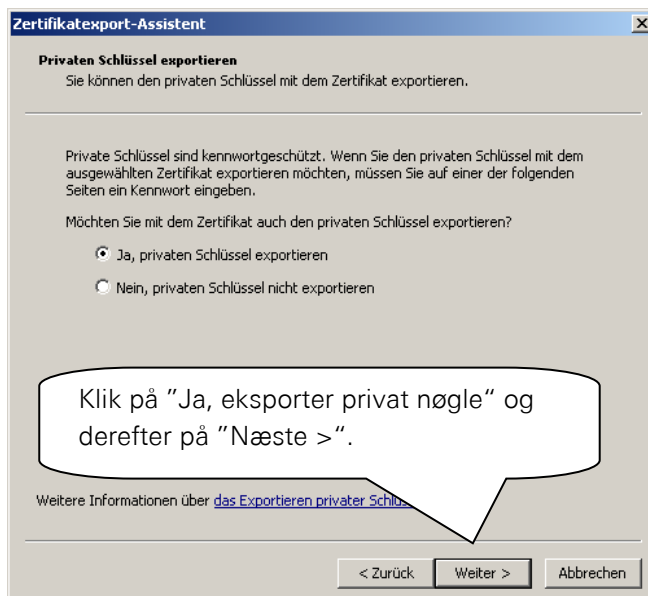 Zertifikatexport-Assistent
Privaten Schlüssel exportieren
Sie können den privaten Schlüssel mit dem Zertifikat exportieren.
Private Schlüssel sind kennwortgeschützt. Wenn Sie den privaten Schlüssel mit dem
ausgewählten Zertifikat exportieren möchten, müssen Sie auf einer der folgenden
Seiten ein Kennwort eingeben.
Möchten Sie mit dem Zertifikat auch den privaten Schlüssel exportieren?
Ja, privaten Schlüssel exportieren
Nein, privaten Schlüssel nicht exportieren
Klik på ”Ja, eksporter privat nøgle“ og
derefter på ”Næste >“.
Weitere Informationen über das Exportieren privater
< Zurück Weiter > Abbrechen